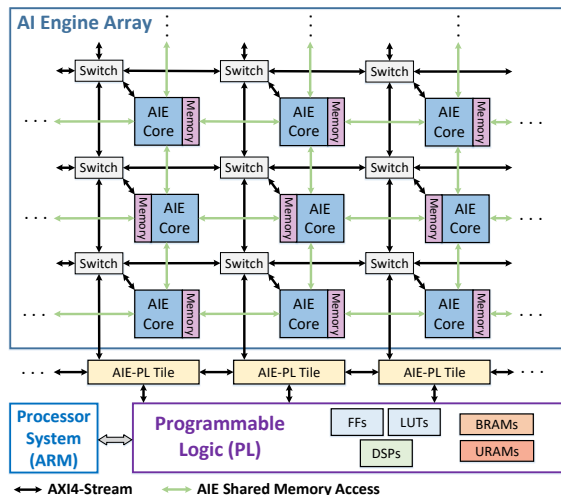 AI Engine Array
Switch Switch Switch
AIE Core Memory AIE Core Memory AIE Core Memory
Switch Switch Switch
Memory AIE Core Memory AIE Core Memory AIE Core
Switch Switch Switch
AIE Core Memory AIE Core Memory AIE Core Memory
AIE-PL Tile AIE-PL Tile AIE-PL Tile
Processor
System
(ARM)
Programmable
Logic (PL)
FFs LUTs BRAMs
DSPs URAMs
AXI4-Stream AIE Shared Memory Access